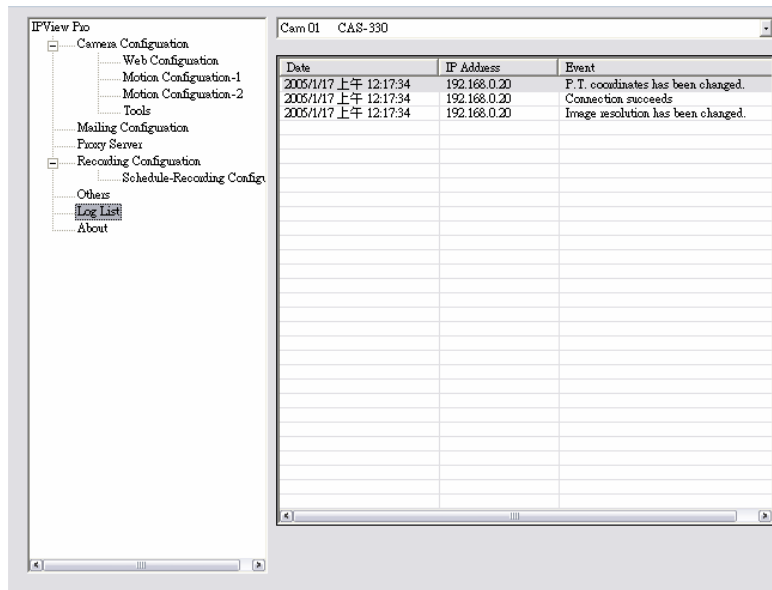 IPView Pro
Camera Configuration
Web Configuration
Motion Configuration-1
Motion Configuration-2
Tools
Mailing Configuration
Proxy Server
Recording Configuration
Schedule-Recording Configu
Others
Log List
About
Cam 01 CAS-330
Date IP Address Event
2005/1/17 上午 12:17:34 192.168.0.20 P.T. coordinates has been changed.
2005/1/17 上午 12:17:34 192.168.0.20 Connection succeeds
2005/1/17 上午 12:17:34 192.168.0.20 Image resolution has been changed.